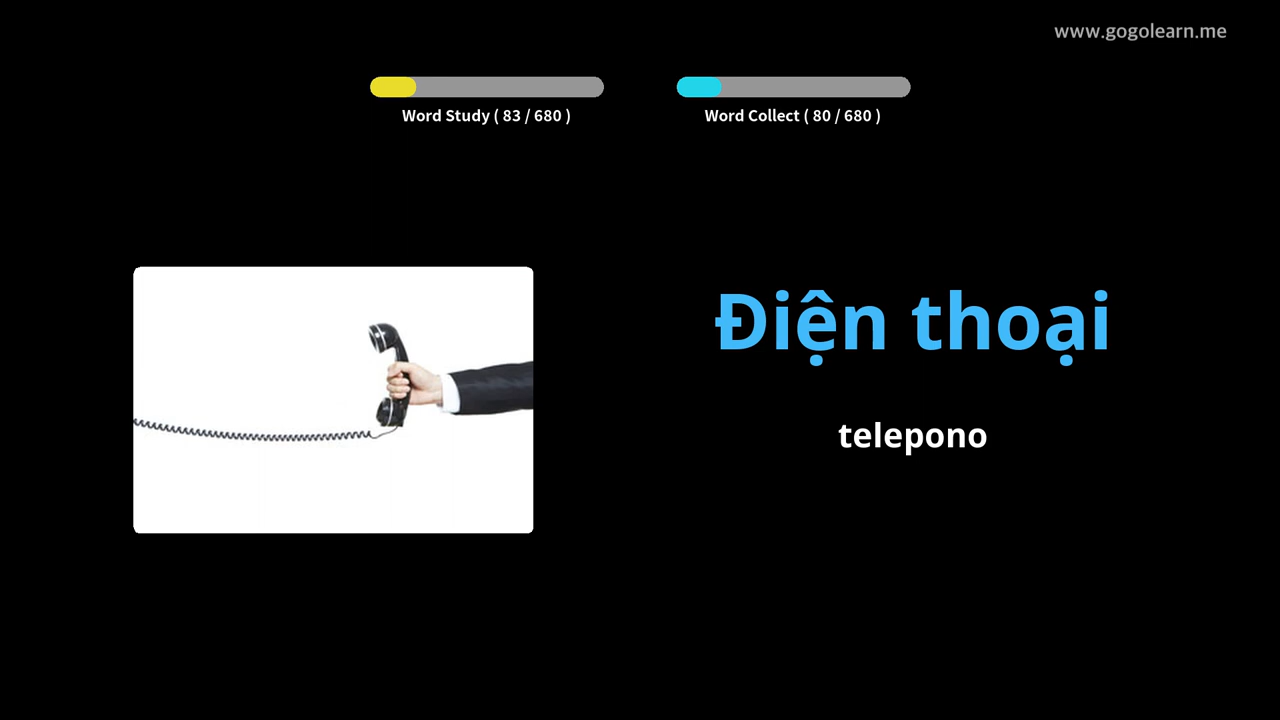 www.gogolearn.me
Word Study ( 83 / 680 )
Word Collect ( 80 / 680 )
Điện thoại
telepono